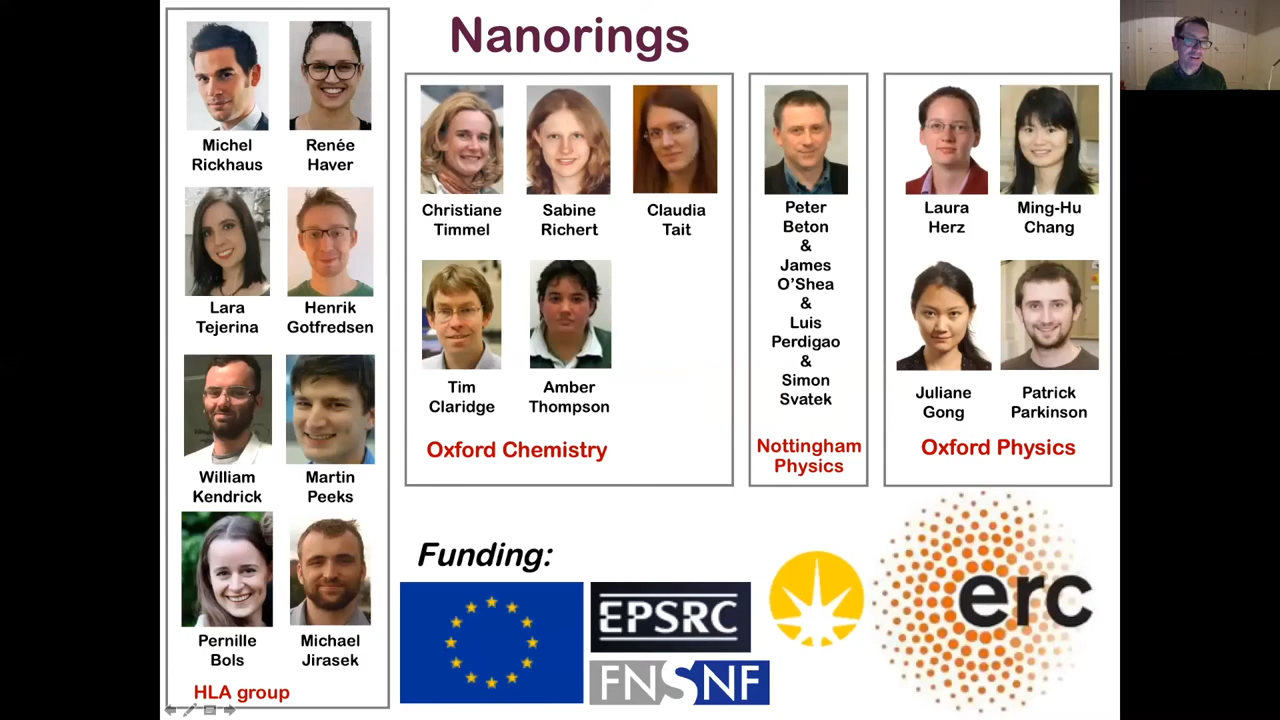 Nanorings
Michel
Rickhaus
Renée
Haver
Lara
Tejerina
Henrik
Gotfredsen
William
Kendrick
Martin
Peeks
Pernille
Bols
Michael
Jirasek
HLA group
Christiane
Timmel
Sabine
Richert
Claudia
Tait
Tim
Claridge
Amber
Thompson
Oxford Chemistry
Peter
Beton
&
James
O'Shea
&
Luis
Perdigao
&
Simon
Svatek
Nottingham
Physics
Laura
Herz
Ming-Hu
Chang
Juliane
Gong
Patrick
Parkinson
Oxford Physics
Funding:
EPSRC
FNSNF
erc